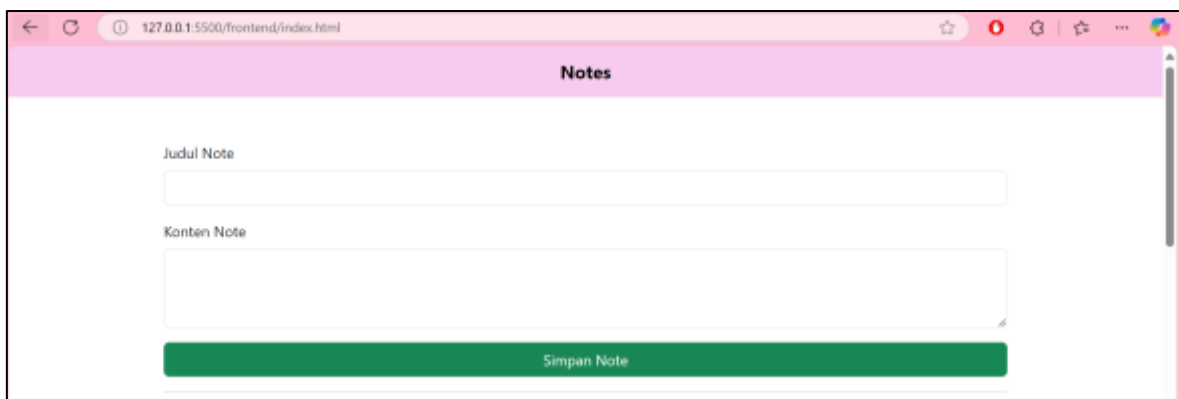 127.0.0.1:5500/frontend/index.html
Notes
Judul Note
Konten Note
Simpan Note